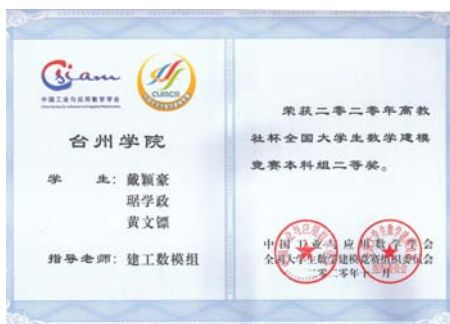 Csiam
中国工业与应用数学学会
CUMCM
台州学院
学 生：戴颖豪
琚学政
黄文镖
指导老师：建工数模组
荣获二零二零年高教
社杯全国大学生数学建模
竞赛本科组二等奖。
中国工业与应用数学学会
全国大学生数学建模竞赛组织委员会
二零二零年十一月